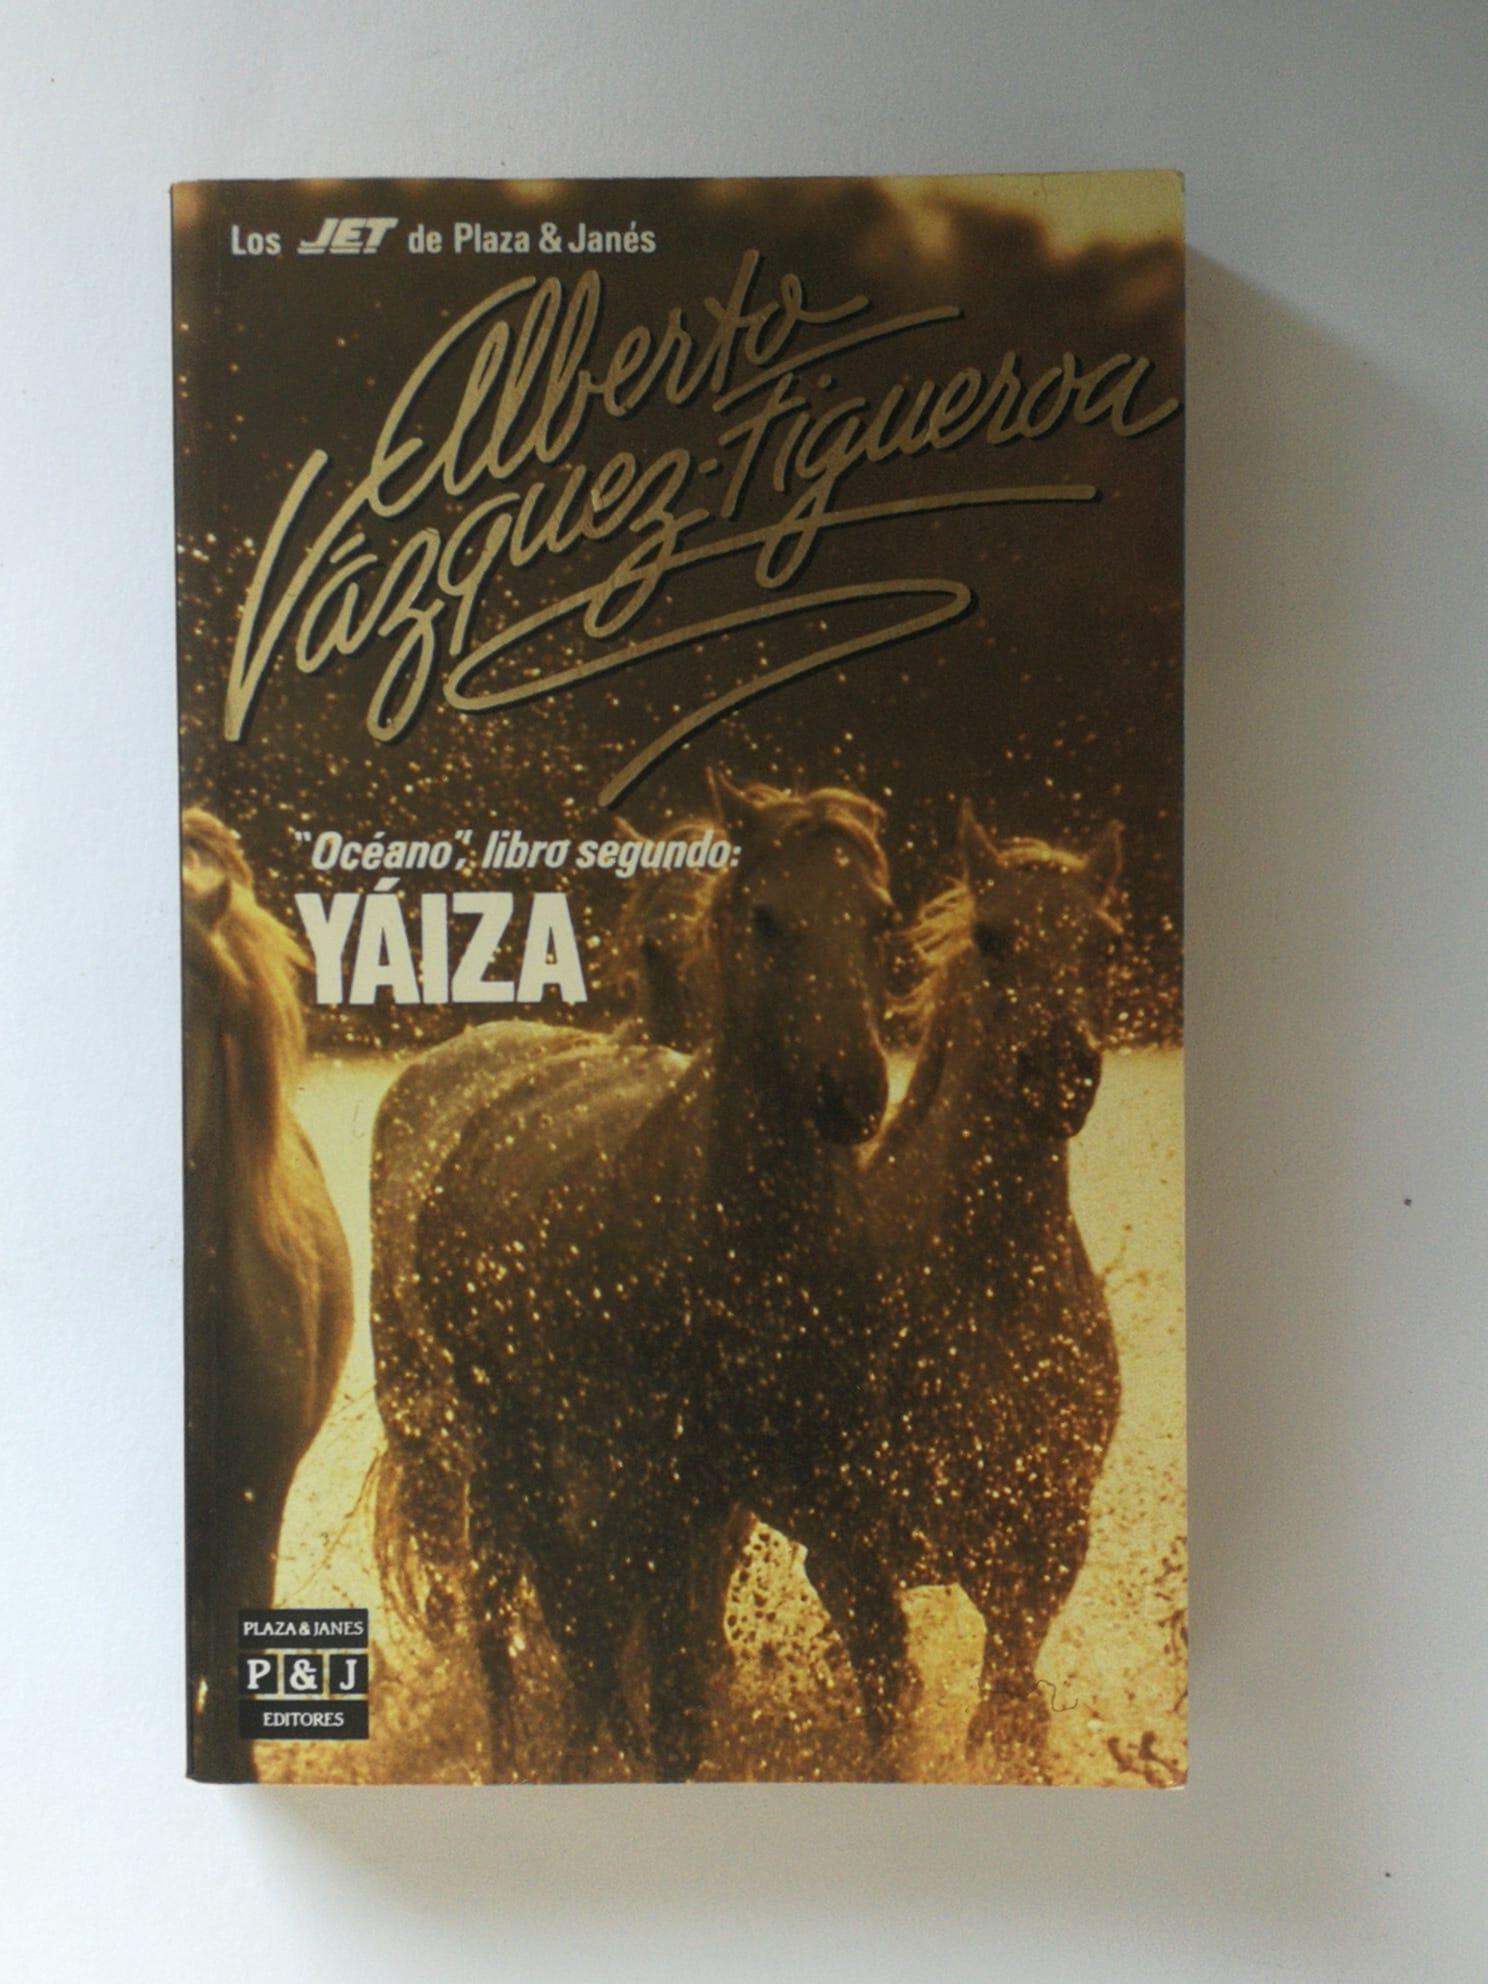 Los JET de Plaza & Janés
Alberto
Vázquez-Figueroa
"Océano", libro segundo:
YÁIZA
PLAZA & JANES
P & J
EDITORES